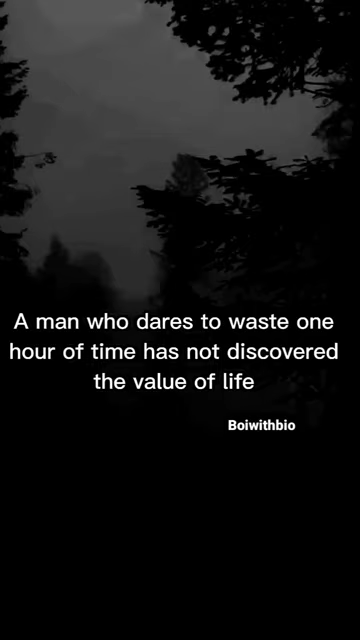 A man who dares to waste one
hour of time has not discovered
the value of life
Boiwithbio